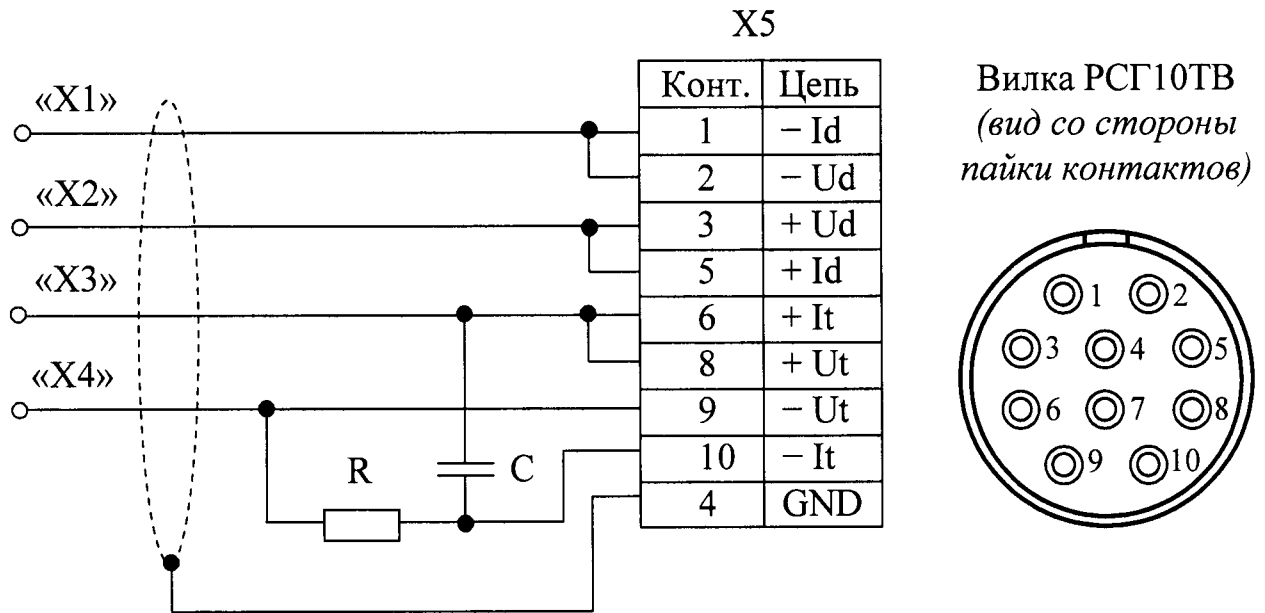 X5
Конт. Цепь
«X1»
1 − Id
2 − Ud
«X2»
3 + Ud
5 + Id
«X3»
6 + It
8 + Ut
«X4»
9 − Ut
10 − It
4 GND
R
C
Вилка РСГ10ТВ
(вид со стороны
пайки контактов)
1 2
3 4 5
6 7 8
9 10